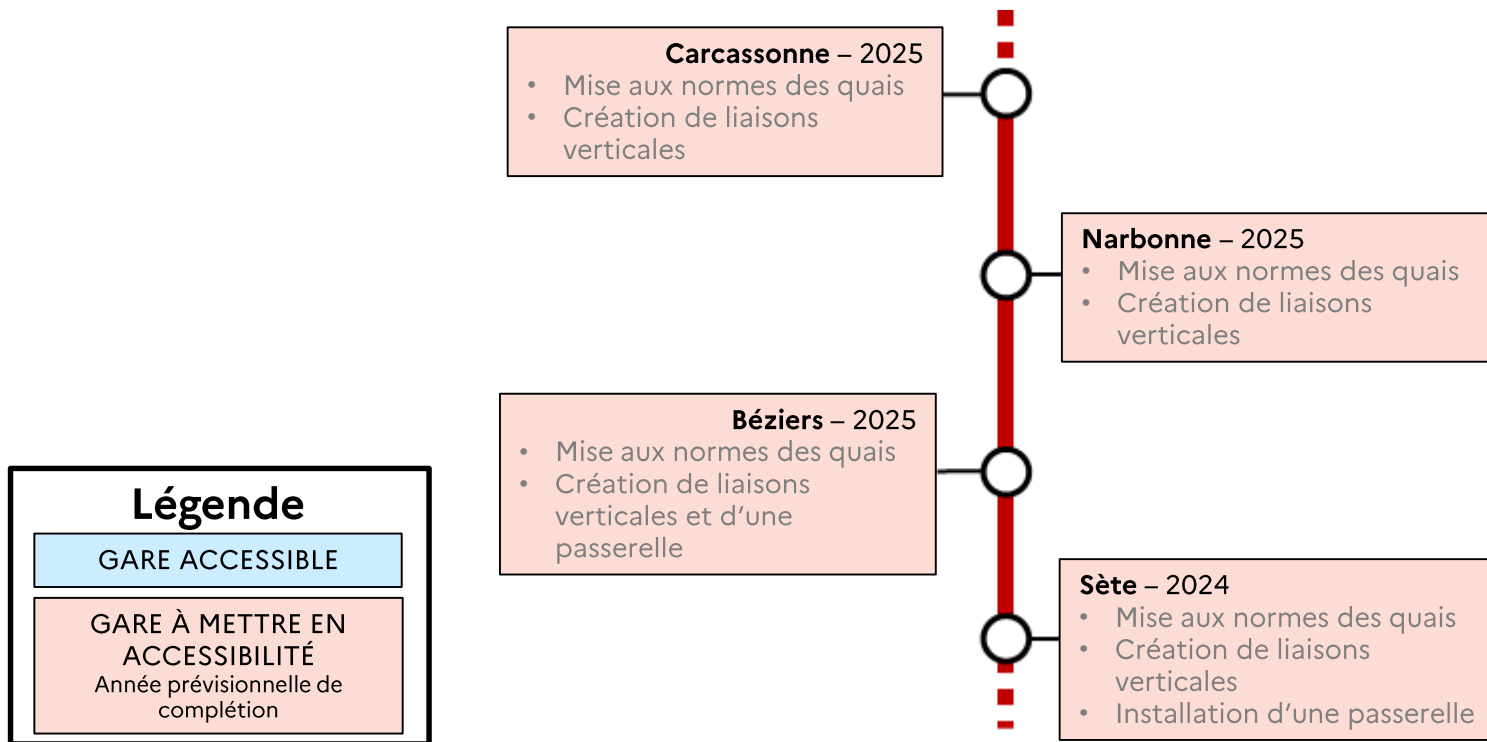 Carcassonne – 2025
• Mise aux normes des quais
• Création de liaisons
verticales
Narbonne – 2025
• Mise aux normes des quais
• Création de liaisons
verticales
Béziers – 2025
• Mise aux normes des quais
• Création de liaisons
verticales et d’une
passerelle
Sète – 2024
• Mise aux normes des quais
• Création de liaisons
verticales
• Installation d’une passerelle
Légende
GARE ACCESSIBLE
GARE À METTRE EN
ACCESSIBILITÉ
Année prévisionnelle de
complétion